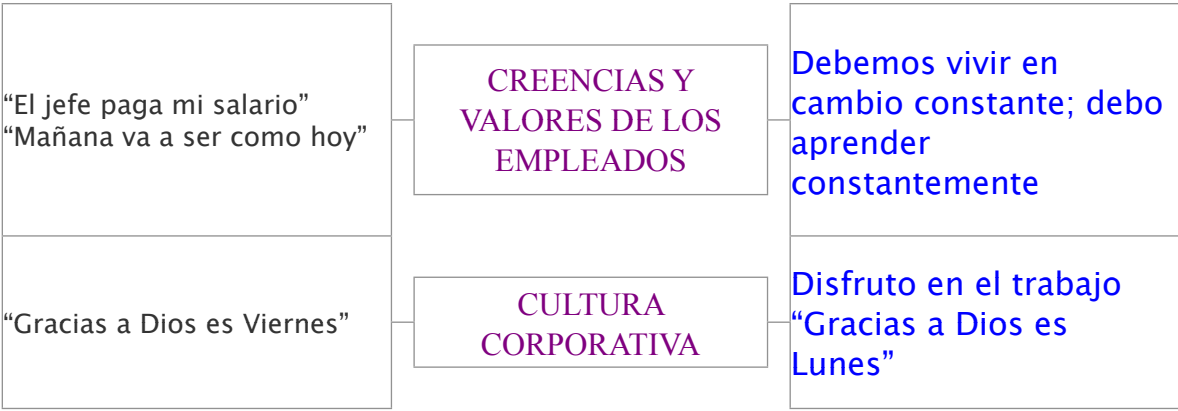 “El jefe paga mi salario”
“Mañana va a ser como hoy”
CREENCIAS Y
VALORES DE LOS
EMPLEADOS
Debemos vivir en
cambio constante; debo
aprender
constantemente
“Gracias a Dios es Viernes”
CULTURA
CORPORATIVA
Disfruto en el trabajo
“Gracias a Dios es
Lunes”